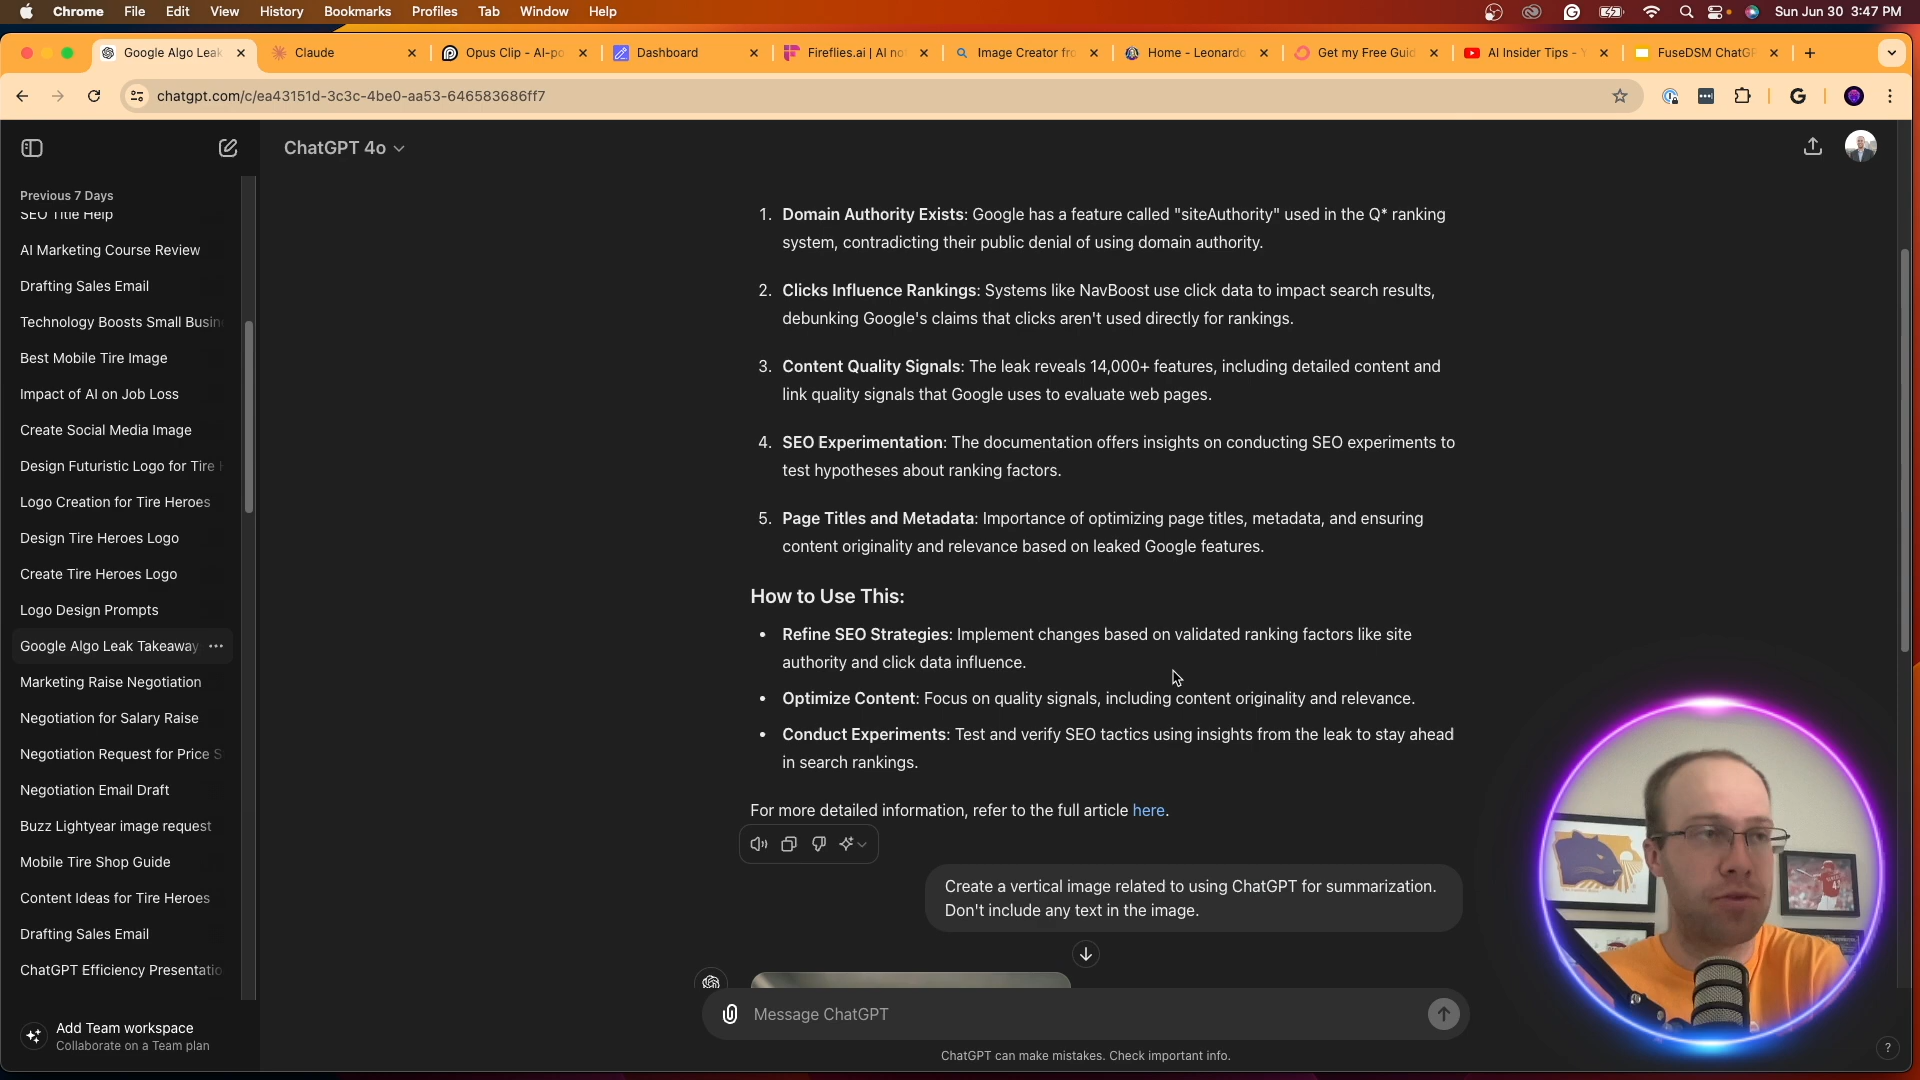 Chrome File Edit View History Bookmarks Profiles Tab Window Help Sun Jun 30 3:47 PM
Google Algo Leak Claude Opus Clip - AI-po Dashboard Fireflies.ai | AI no Image Creator fro Home - Leonardo Get my Free Guid AI Insider Tips - Y FuseDSM ChatGP
chatgpt.com/c/ea43151d-3c3c-4be0-aa53-646583686ff7
ChatGPT 4o
Previous 7 Days
SEO Title Help
AI Marketing Course Review
Drafting Sales Email
Technology Boosts Small Busin
Best Mobile Tire Image
Impact of AI on Job Loss
Create Social Media Image
Design Futuristic Logo for Tire H
Logo Creation for Tire Heroes
Design Tire Heroes Logo
Create Tire Heroes Logo
Logo Design Prompts
Google Algo Leak Takeaway
Marketing Raise Negotiation
Negotiation for Salary Raise
Negotiation Request for Price S
Negotiation Email Draft
Buzz Lightyear image request
Mobile Tire Shop Guide
Content Ideas for Tire Heroes
Drafting Sales Email
ChatGPT Efficiency Presentatio
Add Team workspace
Collaborate on a Team plan
1. Domain Authority Exists: Google has a feature called "siteAuthority" used in the Q* ranking
system, contradicting their public denial of using domain authority.
2. Clicks Influence Rankings: Systems like NavBoost use click data to impact search results,
debunking Google's claims that clicks aren't used directly for rankings.
3. Content Quality Signals: The leak reveals 14,000+ features, including detailed content and
link quality signals that Google uses to evaluate web pages.
4. SEO Experimentation: The documentation offers insights on conducting SEO experiments to
test hypotheses about ranking factors.
5. Page Titles and Metadata: Importance of optimizing page titles, metadata, and ensuring
content originality and relevance based on leaked Google features.
How to Use This:
• Refine SEO Strategies: Implement changes based on validated ranking factors like site
authority and click data influence.
• Optimize Content: Focus on quality signals, including content originality and relevance.
• Conduct Experiments: Test and verify SEO tactics using insights from the leak to stay ahead
in search rankings.
For more detailed information, refer to the full article here.
Create a vertical image related to using ChatGPT for summarization.
Don't include any text in the image.
Message ChatGPT
ChatGPT can make mistakes. Check important info.
?